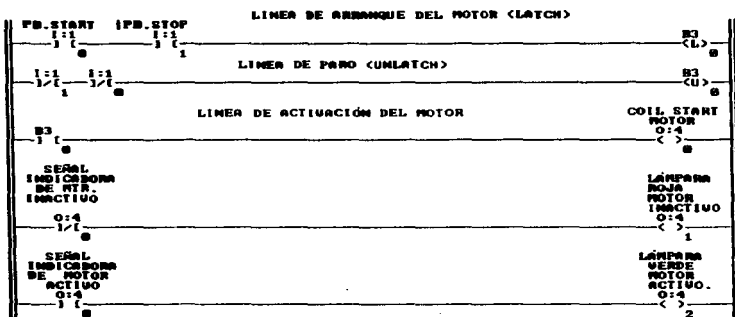 LINEA DE ARRANQUE DEL MOTOR <LATCH>
PB.START PB.STOP
I:1 I:1 B3
] [ ] [ <L>
0 1 0
LINEA DE PARO <UNLATCH>
I:1 I:1 B3
]/[ ]/[ <U>
1 0 0
LINEA DE ACTIVACIÓN DEL MOTOR
COIL START
MOTOR
B3 O:4
] [ < >
0 0
SEÑAL
INDICADORA
DE MTR.
INACTIVO
LÁMPARA
ROJA
MOTOR
INACTIVO
O:4 O:4
]/[ < >
0 1
SEÑAL
INDICADORA
DE MOTOR
ACTIVO
LÁMPARA
VERDE
MOTOR
ACTIVO.
O:4 O:4
] [ < >
0 2